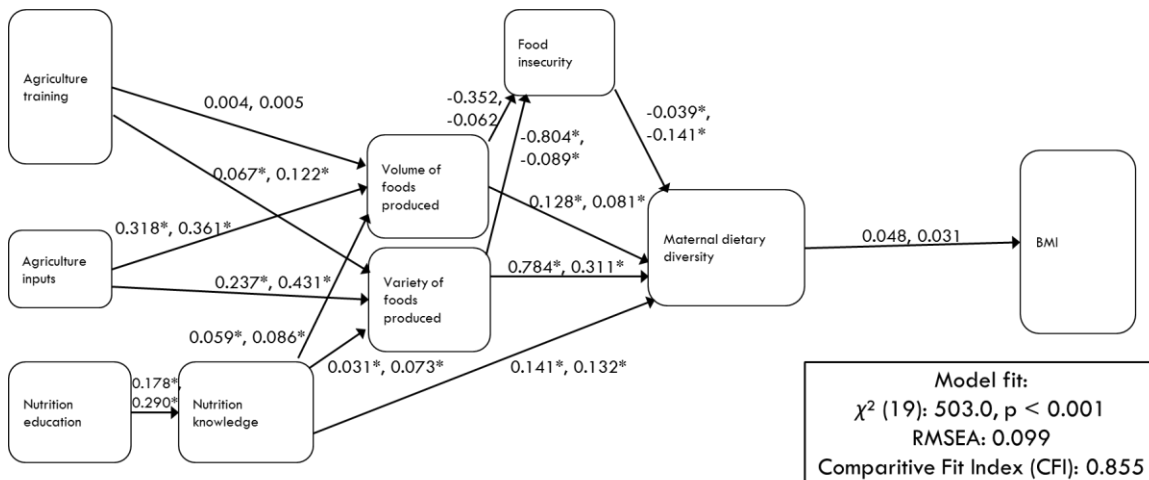 Agriculture
training
Food
insecurity
0.004, 0.005
-0.352,
-0.062
-0.804*,
-0.089*
-0.039*,
-0.141*
Volume of
foods
produced
0.067*, 0.122*
0.318*, 0.361*
0.128*, 0.081*
Agriculture
inputs
Variety of
foods
produced
Maternal dietary
diversity
0.048, 0.031
BMI
0.237*, 0.431*
0.784*, 0.311*
0.059*, 0.086*
0.031*, 0.073*
0.141*, 0.132*
Nutrition
education
0.178*,
0.290*
Nutrition
knowledge
Model fit:
χ² (19): 503.0, p < 0.001
RMSEA: 0.099
Comparitive Fit Index (CFI): 0.855